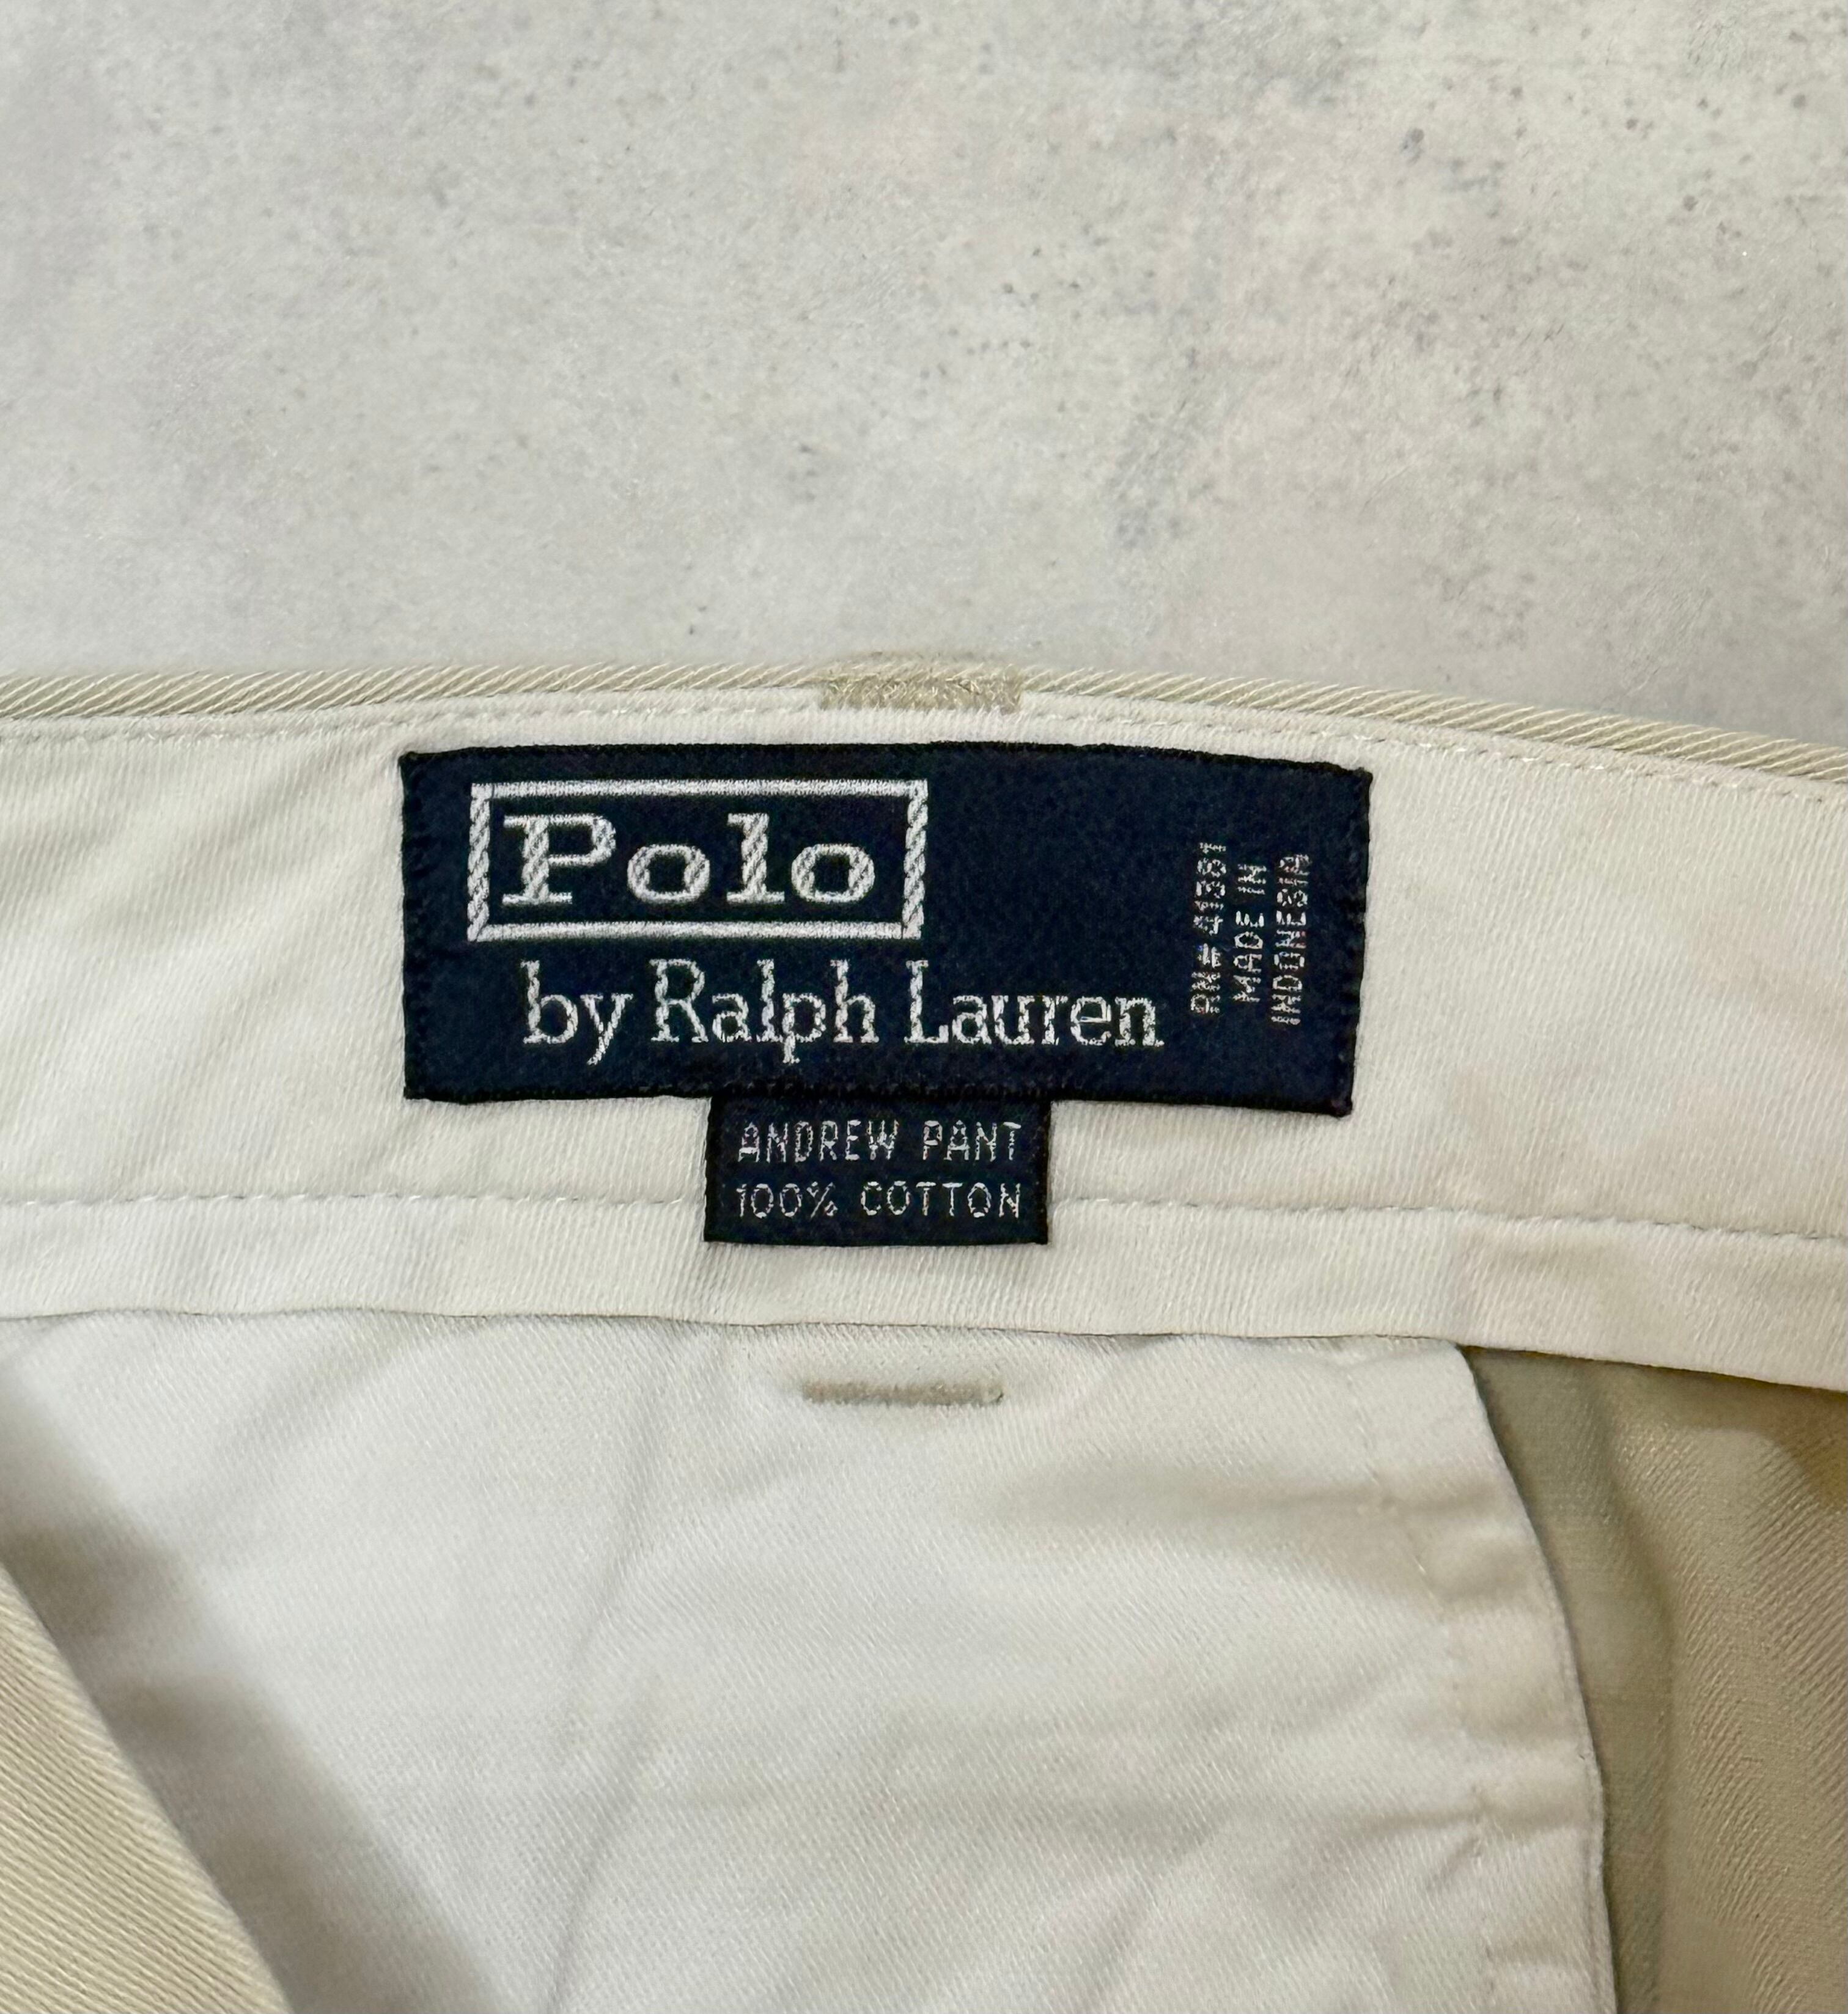 Polo
by Ralph Lauren
RN# 41381
MADE IN
INDONESIA
ANDREW PANT
100% COTTON